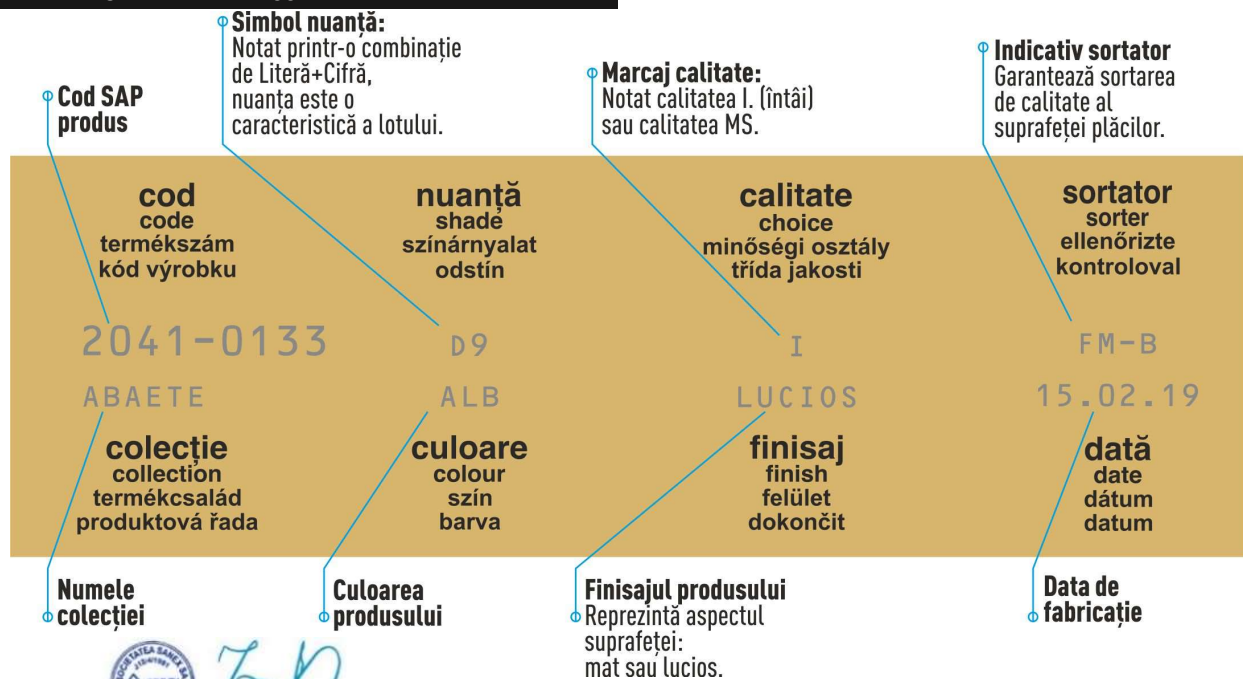 Simbol nuanță:
Notat printr-o combinație
de Literă+Cifră,
nuanța este o
caracteristică a lotului.
Cod SAP
produs
Marcaj calitate:
Notat calitatea I. (întâi)
sau calitatea MS.
Indicativ sortator
Garantează sortarea
de calitate al
suprafeței plăcilor.
cod
code
termékszám
kód výrobku
nuanță
shade
színárnyalat
odstín
calitate
choice
minőségi osztály
třída jakosti
sortator
sorter
ellenőrizte
kontroloval
2041-0133
D9
I
FM-B
ABAETE
ALB
LUCIOS
15.02.19
colecție
collection
termékcsalád
produktová řada
culoare
colour
szín
barva
finisaj
finish
felület
dokončit
dată
date
dátum
datum
Numele
colecției
Culoarea
produsului
Finisajul produsului
Reprezintă aspectul
suprafeței:
mat sau lucios.
Data de
fabricație
SOCIETATEA SANEX